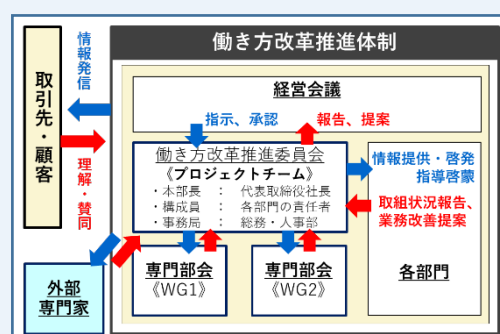 働き方改革推進体制
取引先・顧客
情報発信
理解・賛同
経営会議
指示、承認
報告、提案
働き方改革推進委員会
《プロジェクトチーム》
・本部長 : 代表取締役社長
・構成員 : 各部門の責任者
・事務局 : 総務・人事部
情報提供・啓発
指導啓蒙
取組状況報告、
業務改善提案
各部門
専門部会
《WG1》
専門部会
《WG2》
外部
専門家